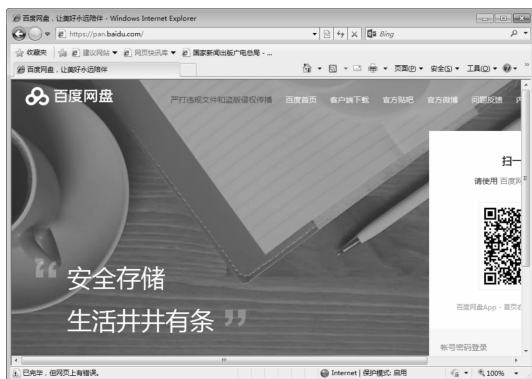 百度网盘，让美好永远陪伴 - Windows Internet Explorer
https://pan.baidu.com/
Bing
收藏夹 建议网站 网页快讯库 国家新闻出版广电总局 - ...
百度网盘，让美好永远陪伴
页面(P) 安全(S) 工具(O)
百度网盘 严打违规文件和盗版侵权传播 百度首页 客户端下载 官方贴吧 官方微博 问题反馈
扫一
请使用 百度网
安全存储
生活井井有条
百度网盘App - 首页
帐号密码登录
已完毕，但网页上有错误。 Internet | 保护模式: 启用 100%